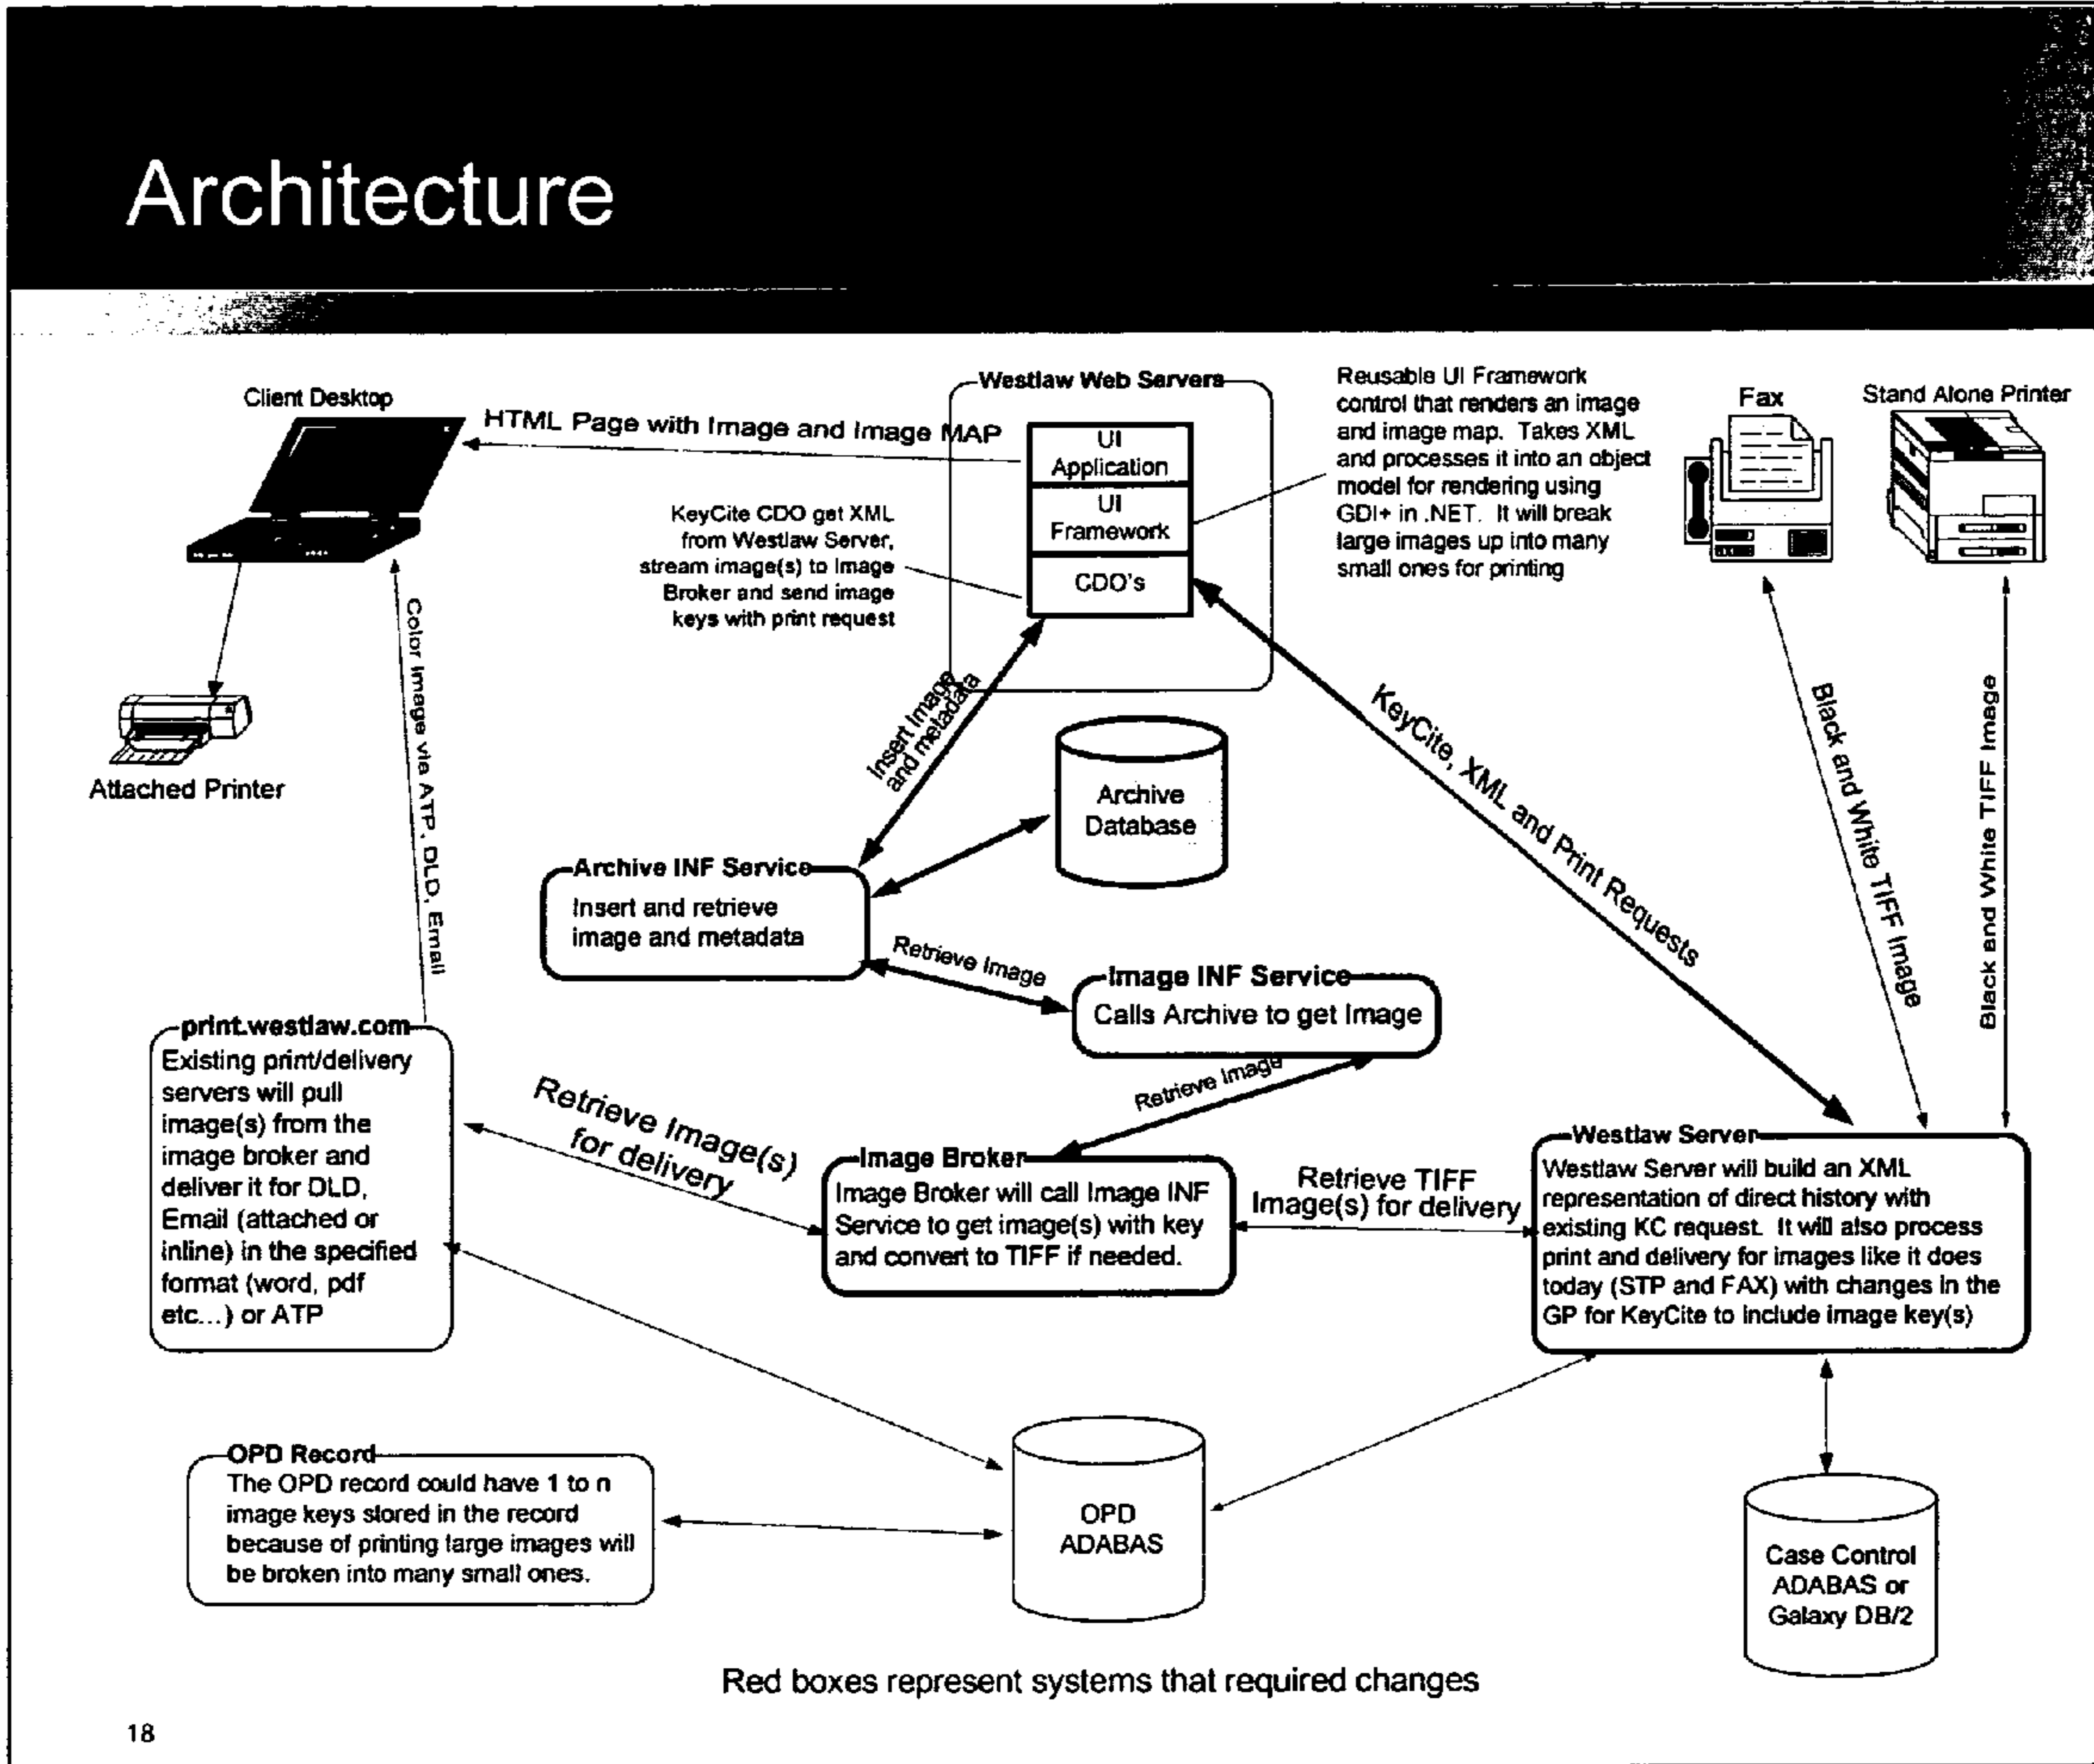 Architecture
Client Desktop
HTML Page with Image and Image MAP
Westlaw Web Servers
UI
Application
UI
Framework
CDO's
Reusable UI Framework
control that renders an image
and image map. Takes XML
and processes it into an object
model for rendering using
GDI+ in .NET. It will break
large images up into many
small ones for printing
Fax
Stand Alone Printer
KeyCite CDO get XML
from Westlaw Server,
stream image(s) to Image
Broker and send image
keys with print request
Attached Printer
Color Image via ATP, DLD, Email
Insert Image
and metadata
Archive
Database
KeyCite, XML and Print Requests
Black and White TIFF Image
Black and White TIFF Image
Archive INF Service
Insert and retrieve
image and metadata
Retrieve Image
Image INF Service
Calls Archive to get Image
Retrieve Image
print.westlaw.com
Existing print/delivery
servers will pull
image(s) from the
image broker and
deliver it for DLD,
Email (attached or
inline) in the specified
format (word, pdf
etc...) or ATP
Retrieve Image(s)
for delivery
Image Broker
Image Broker will call Image INF
Service to get image(s) with key
and convert to TIFF if needed.
Retrieve TIFF
Image(s) for delivery
Westlaw Server
Westlaw Server will build an XML
representation of direct history with
existing KC request. It will also process
print and delivery for images like it does
today (STP and FAX) with changes in the
GP for KeyCite to include image key(s)
OPD Record
The OPD record could have 1 to n
image keys stored in the record
because of printing large images will
be broken into many small ones.
OPD
ADABAS
Case Control
ADABAS or
Galaxy DB/2
Red boxes represent systems that required changes
18